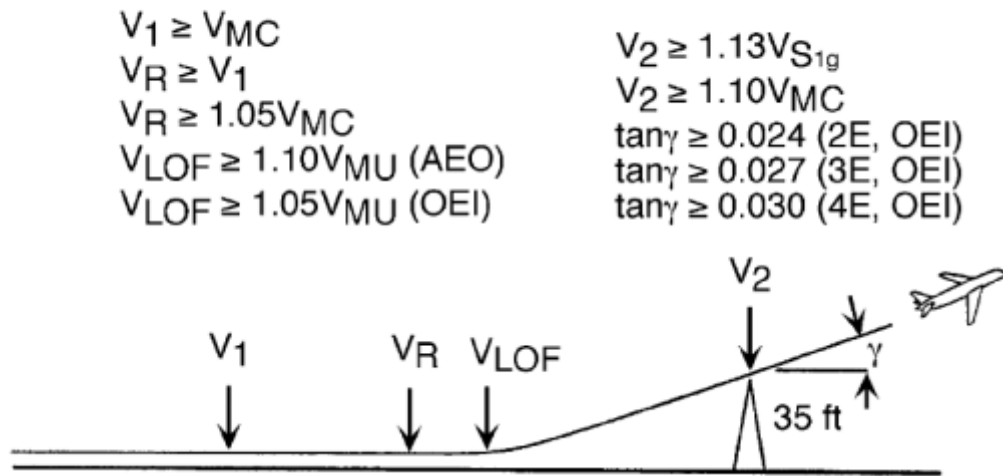 V1 ≥ VMC
VR ≥ V1
VR ≥ 1.05VMC
VLOF ≥ 1.10VMU (AEO)
VLOF ≥ 1.05VMU (OEI)
V2 ≥ 1.13VS1g
V2 ≥ 1.10VMC
tanγ ≥ 0.024 (2E, OEI)
tanγ ≥ 0.027 (3E, OEI)
tanγ ≥ 0.030 (4E, OEI)
V2
V1
VR
VLOF
γ
35 ft